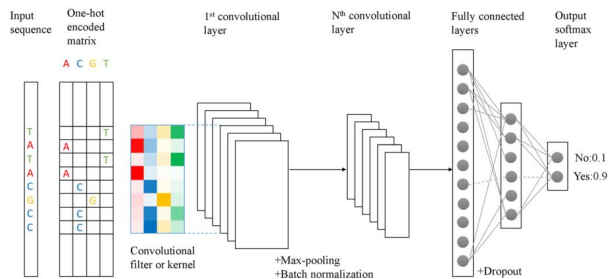 Input
sequence
One-hot
encoded
matrix
1st convolutional
layer
Nth convolutional
layer
Fully connected
layers
Output
softmax
layer
A C G T
T
A
T
A
C
G
C
C
T
A
T
A
C
G
C
C
No:0.1
Yes:0.9
Convolutional
filter or kernel
+Max-pooling
+Batch normalization
+Dropout